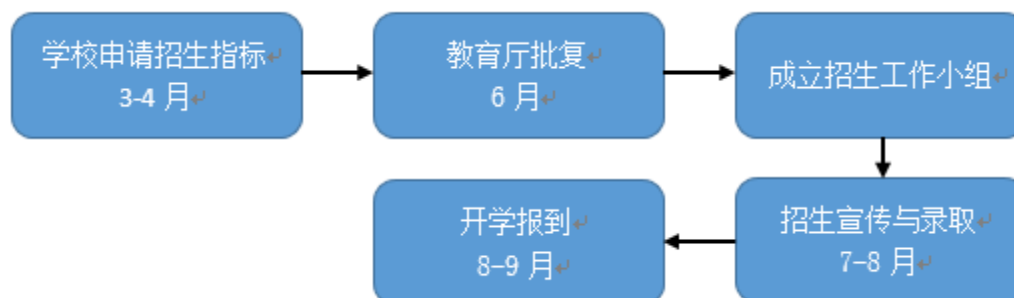 学校申请招生指标
3-4 月
教育厅批复
6 月
成立招生工作小组
招生宣传与录取
7-8 月
开学报到
8-9 月